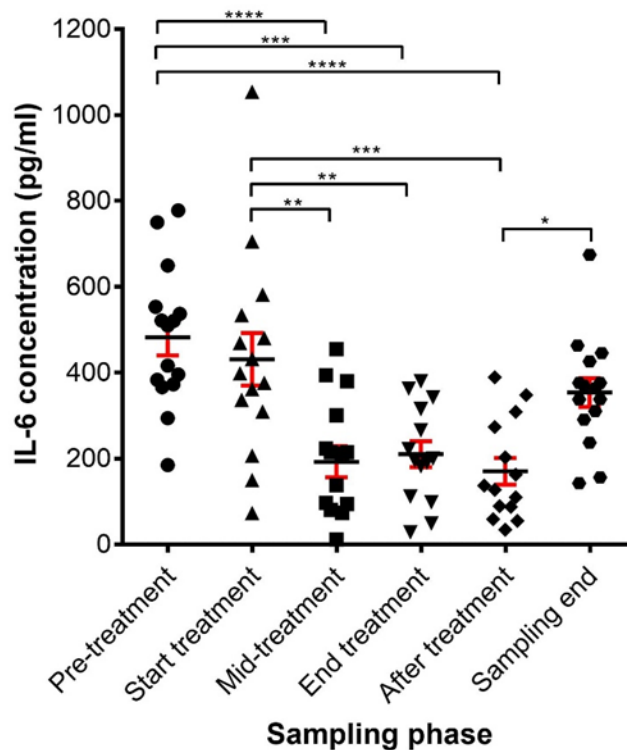 ****
***
****
***
**
**
*
IL-6 concentration (pg/ml)
1200
1000
800
600
400
200
0
Pre-treatment
Start treatment
Mid-treatment
End treatment
After treatment
Sampling end
Sampling phase